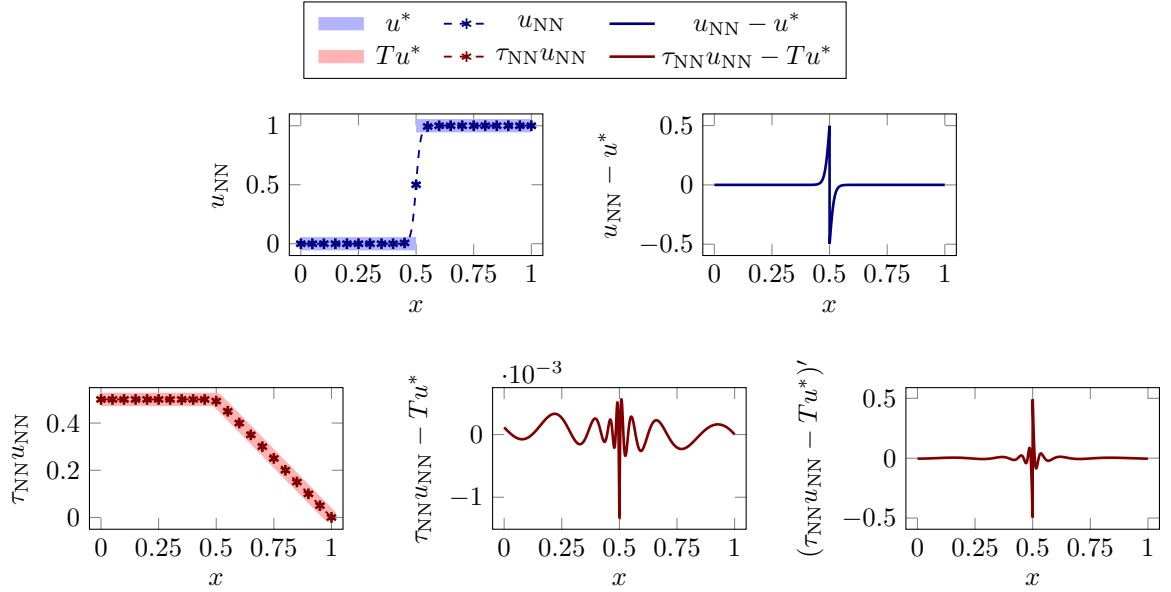 u* u_NN u_NN − u*
Tu* τ_NN u_NN τ_NN u_NN − Tu*
u_NN
1
0.5
0
0 0.25 0.5 0.75 1
x
u_NN − u*
0.5
0
−0.5
0 0.25 0.5 0.75 1
x
τ_NN u_NN
0.4
0.2
0
0 0.25 0.5 0.75 1
x
τ_NN u_NN − Tu*
·10⁻³
0
−1
0 0.25 0.5 0.75 1
x
(τ_NN u_NN − Tu*)′
0.5
0
−0.5
0 0.25 0.5 0.75 1
x